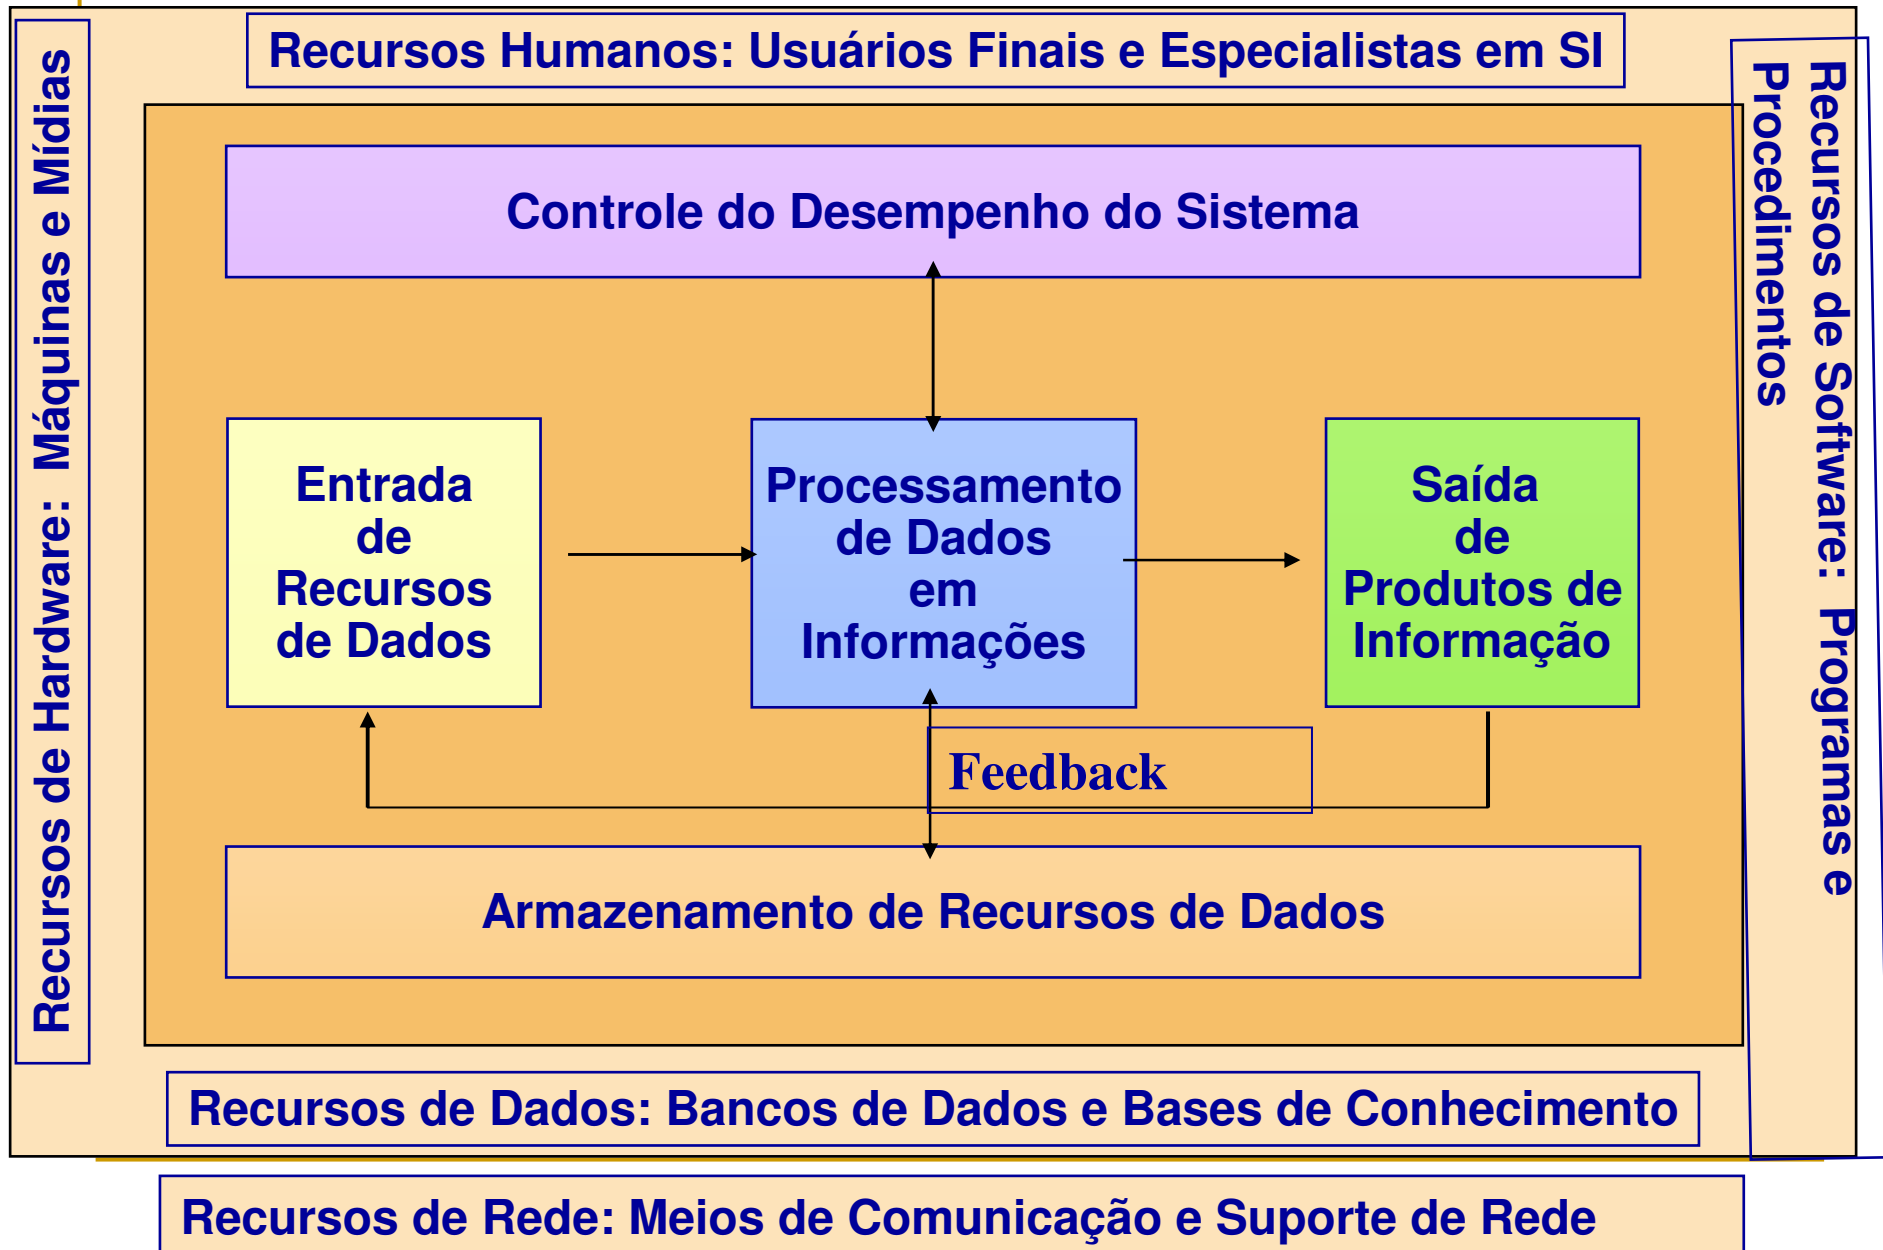 Recursos Humanos: Usuários Finais e Especialistas em SI
Recursos de Hardware:  Máquinas e Mídias
Recursos de Software:  Programas e
Procedimentos
Controle do Desempenho do Sistema
Entrada
de
Recursos
de Dados
Processamento
de Dados
em
Informações
Saída
de
Produtos de
Informação
Feedback
Armazenamento de Recursos de Dados
Recursos de Dados: Bancos de Dados e Bases de Conhecimento
Recursos de Rede: Meios de Comunicação e Suporte de Rede